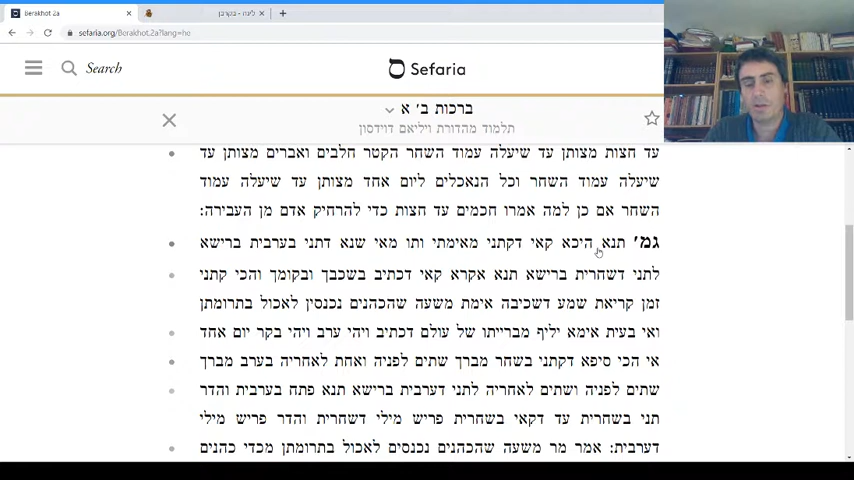 Berakhot 2a
לינה - בקרבן
sefaria.org/Berakhot.2a?lang=he
Search
Sefaria
ברכות ב׳ א
תלמוד מהדורת ויליאם דוידסון
עד חצות מצותן עד שיעלה עמוד השחר הקטר חלבים ואברים מצותן עד
שיעלה עמוד השחר וכל הנאכלים ליום אחד מצותן עד שיעלה עמוד
השחר אם כן למה אמרו חכמים עד חצות כדי להרחיק אדם מן העבירה:
גמ׳ תנא היכא קאי דקתני מאימתי ותו מאי שנא דתני בערבית ברישא
לתני דשחרית ברישא תנא אקרא קאי דכתיב בשכבך ובקומך והכי קתני
זמן קריאת שמע דשכיבה אימת משעה שהכהנים נכנסין לאכול בתרומתן
ואי בעית אימא יליף מברייתו של עולם דכתיב ויהי ערב ויהי בקר יום אחד
אי הכי סיפא דקתני בשחר מברך שתים לפניה ואחת לאחריה בערב מברך
שתים לפניה ושתים לאחריה לתני דערבית ברישא תנא פתח בערבית והדר
תני בשחרית עד דקאי בשחרית פריש מילי דשחרית והדר פריש מילי
דערבית: אמר מר משעה שהכהנים נכנסים לאכול בתרומתן מכדי כהנים